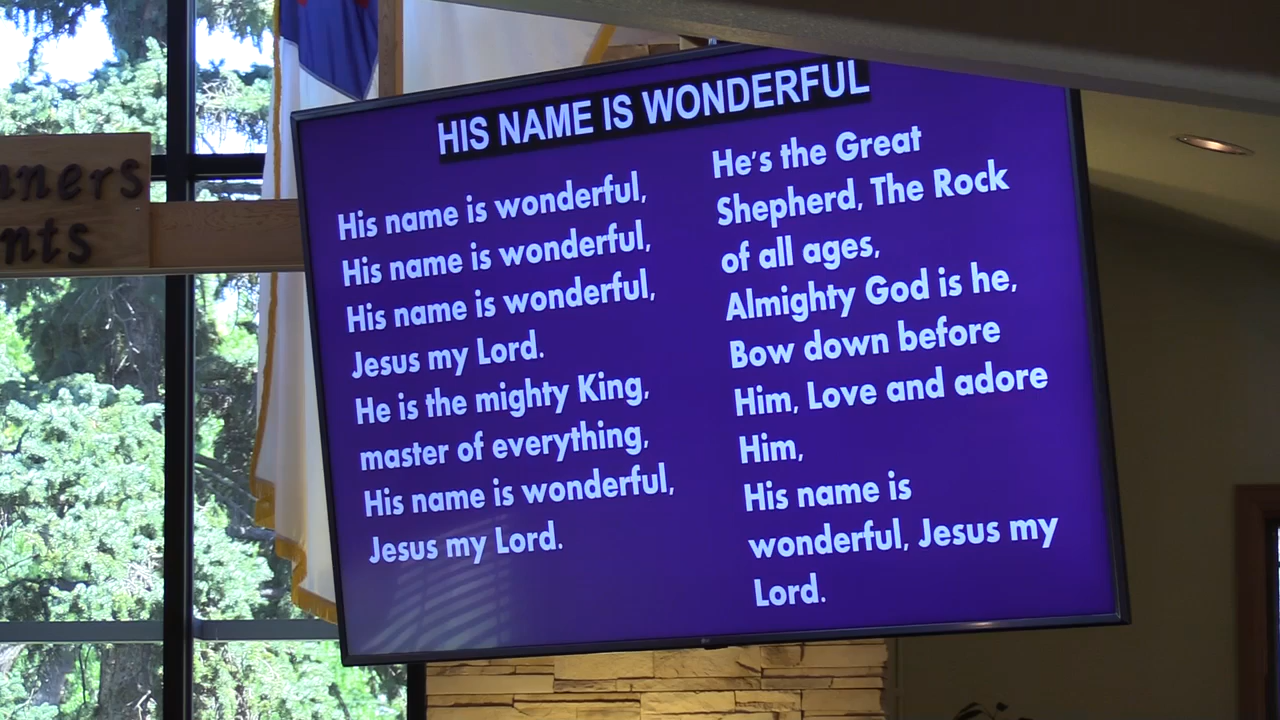 HIS NAME IS WONDERFUL
His name is wonderful,
His name is wonderful,
His name is wonderful,
Jesus my Lord.
He is the mighty King,
master of everything,
His name is wonderful,
Jesus my Lord.
He's the Great
Shepherd, The Rock
of all ages,
Almighty God is he,
Bow down before
Him, Love and adore
Him,
His name is
wonderful, Jesus my
Lord.